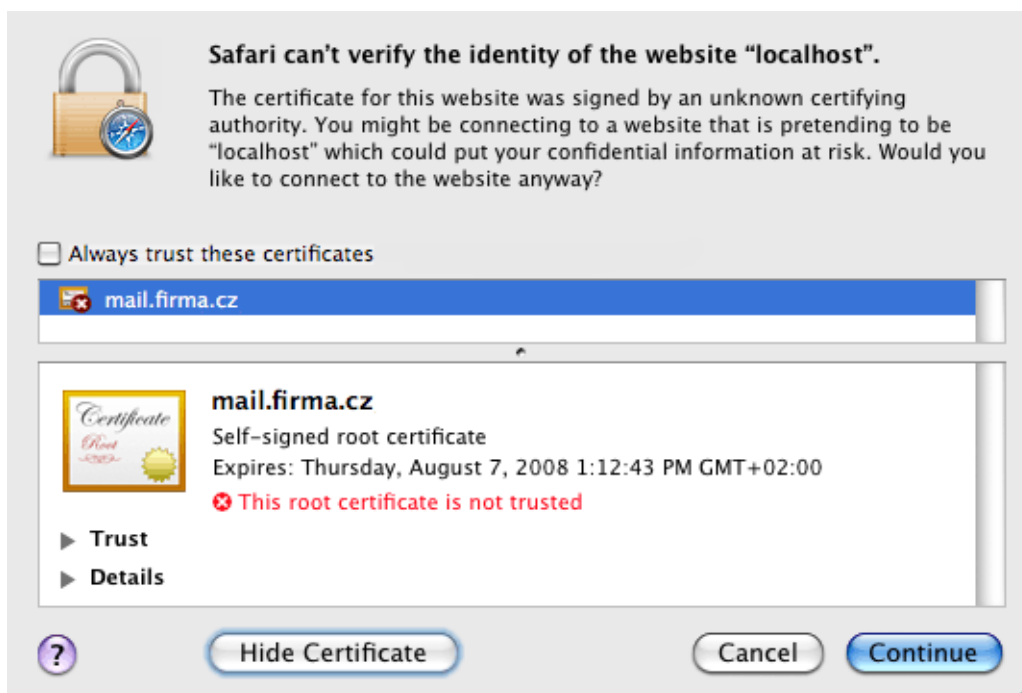 Safari can’t verify the identity of the website “localhost”.
The certificate for this website was signed by an unknown certifying
authority. You might be connecting to a website that is pretending to be
“localhost” which could put your confidential information at risk. Would you
like to connect to the website anyway?
Always trust these certificates
mail.firma.cz
Certificate
Root
mail.firma.cz
Self-signed root certificate
Expires: Thursday, August 7, 2008 1:12:43 PM GMT+02:00
This root certificate is not trusted
Trust
Details
?
Hide Certificate
Cancel
Continue